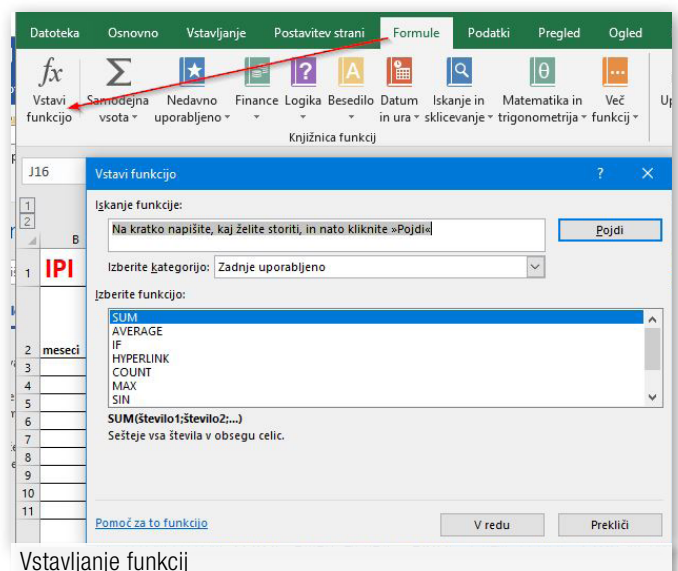 Datoteka Osnovno Vstavljanje Postavitev strani Formule Podatki Pregled Ogled
fx Σ
Vstavi Samodejna Nedavno Finance Logika Besedilo Datum Iskanje in Matematika in Več
funkcijo vsota uporabljeno in ura sklicevanje trigonometrija funkcij
Knjižnica funkcij
J16
Vstavi funkcijo ? ×
Iskanje funkcije:
Na kratko napišite, kaj želite storiti, in nato kliknite »Pojdi«
Pojdi
Izberite kategorijo: Zadnje uporabljeno
Izberite funkcijo:
SUM
AVERAGE
IF
HYPERLINK
COUNT
MAX
SIN
SUM(število1;število2;...)
Sešteje vsa števila v obsegu celic.
Pomoč za to funkcijo
V redu Prekliči
1
2
B
1 IPI
2 meseci
3
4
5
6
7
8
9
10
11
Vstavljanje funkcij